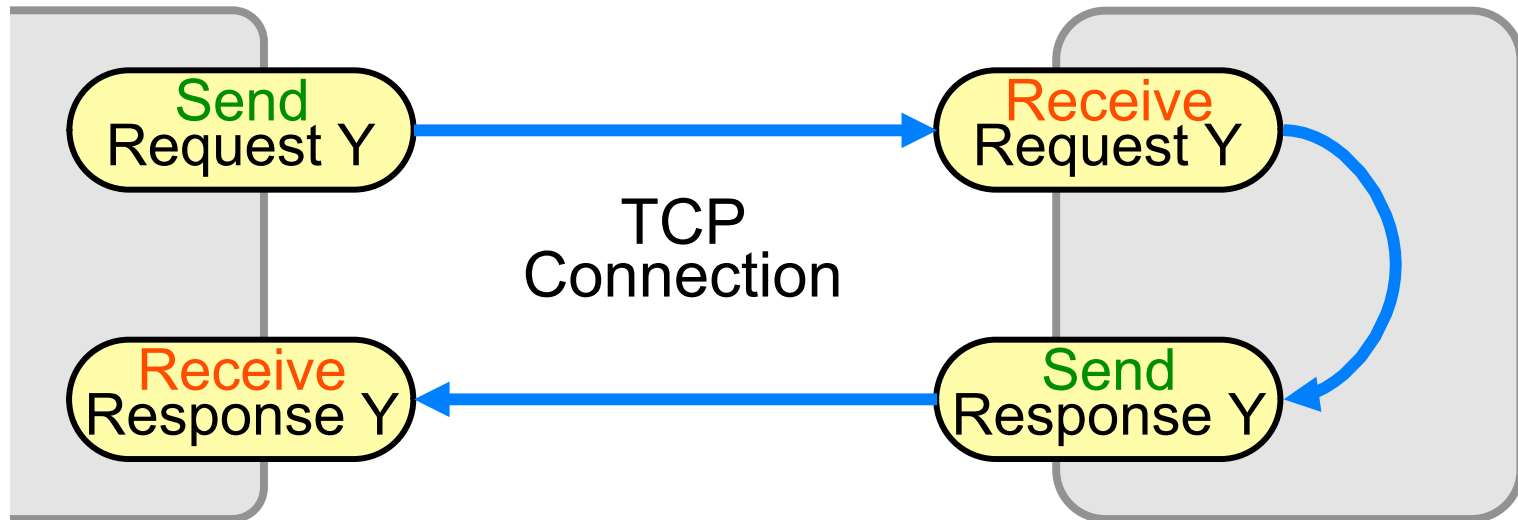 Send
Request Y
Receive
Request Y
TCP
Connection
Receive
Response Y
Send
Response Y